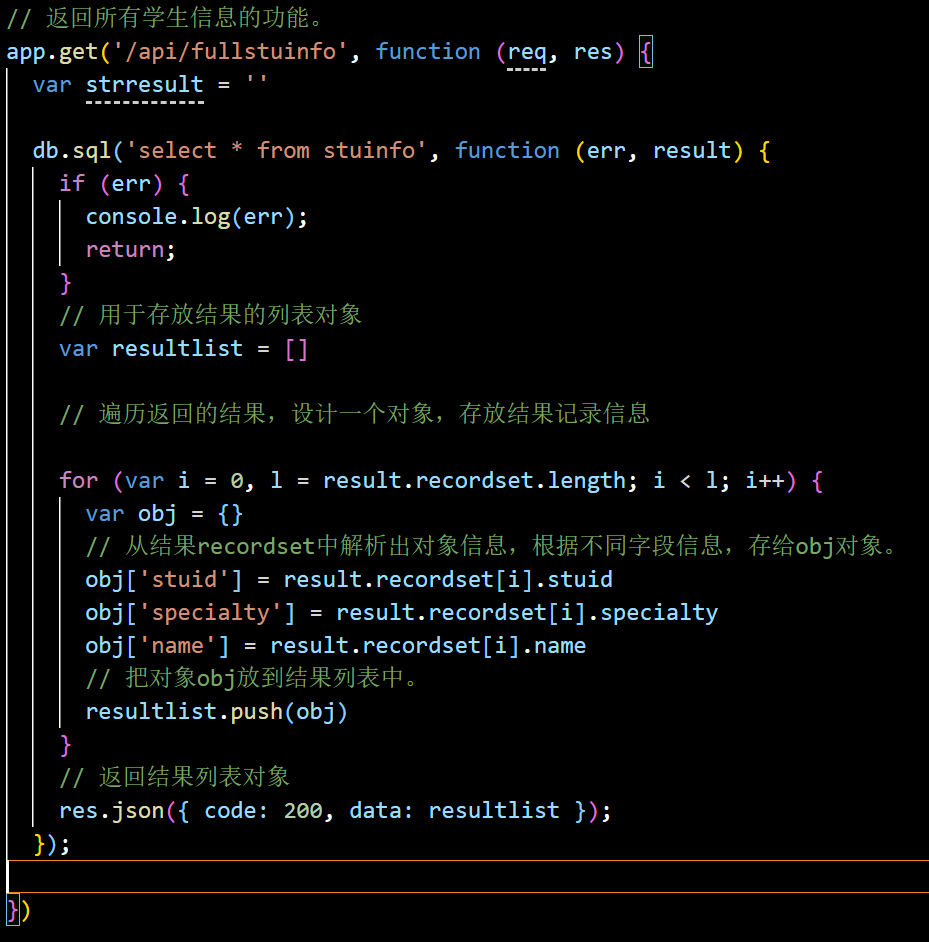 // 返回所有学生信息的功能。
app.get('/api/fullstuinfo', function (req, res) {
  var strresult = ''
  db.sql('select * from stuinfo', function (err, result) {
    if (err) {
      console.log(err);
      return;
    }
    // 用于存放结果的列表对象
    var resultlist = []
    // 遍历返回的结果，设计一个对象，存放结果记录信息
    for (var i = 0, l = result.recordset.length; i < l; i++) {
      var obj = {}
      // 从结果recordset中解析出对象信息，根据不同字段信息，存给obj对象。
      obj['stuid'] = result.recordset[i].stuid
      obj['specialty'] = result.recordset[i].specialty
      obj['name'] = result.recordset[i].name
      // 把对象obj放到结果列表中。
      resultlist.push(obj)
    }
    // 返回结果列表对象
    res.json({ code: 200, data: resultlist });
  });
})